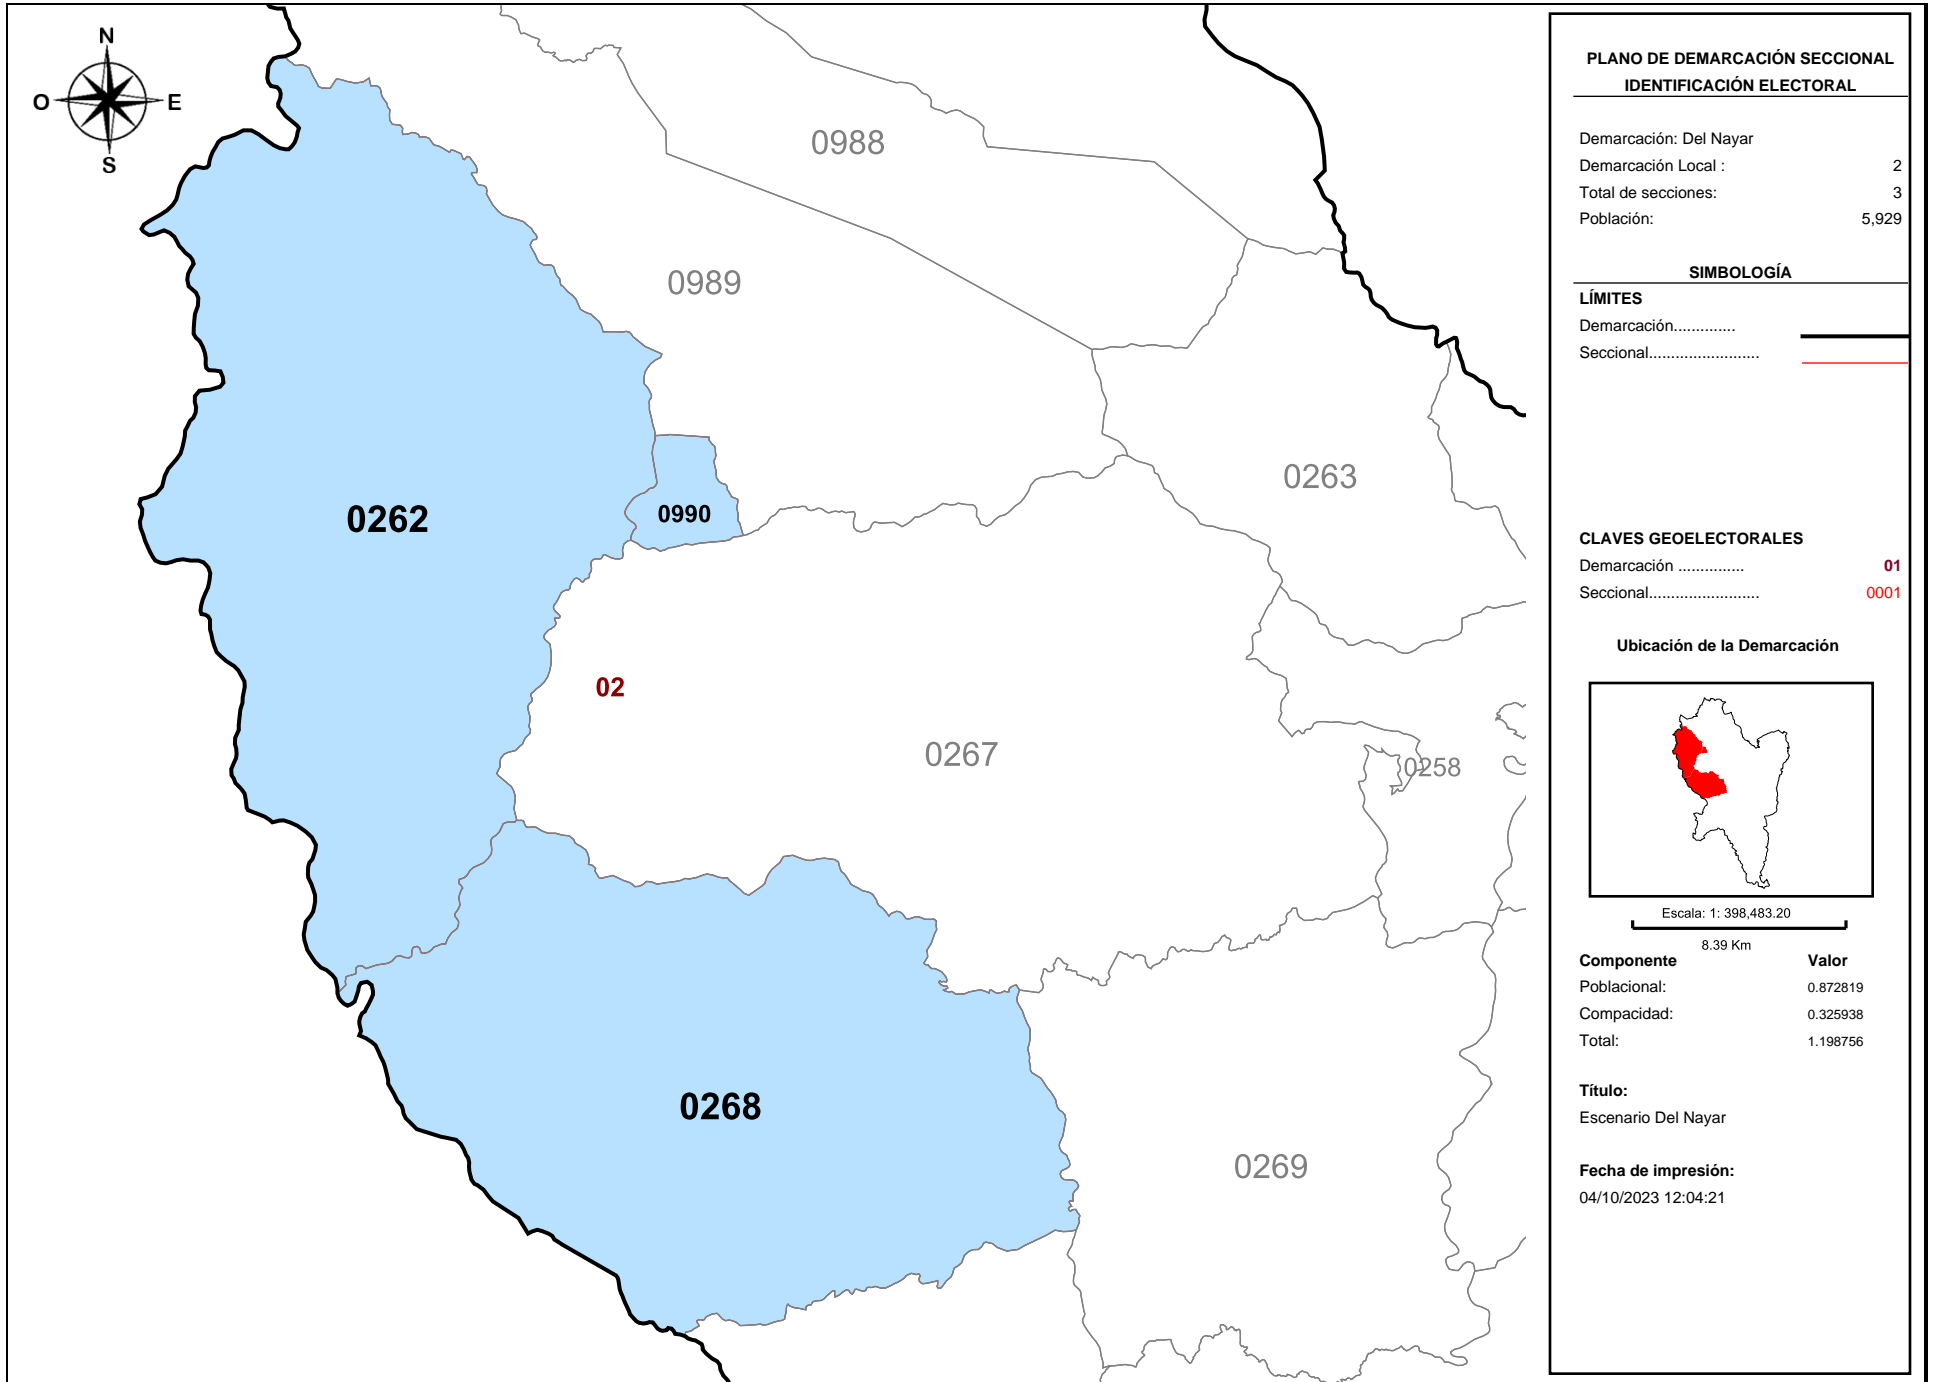 N
O
E
S
0988
0989
0263
0262
0990
02
0267
0258
0268
0269
PLANO DE DEMARCACIÓN SECCIONAL
IDENTIFICACIÓN ELECTORAL
Demarcación: Del Nayar
Demarcación Local : 2
Total de secciones: 3
Población: 5,929
SIMBOLOGÍA
LÍMITES
Demarcación..............
Seccional.........................
CLAVES GEOELECTORALES
Demarcación ............... 01
Seccional......................... 0001
Ubicación de la Demarcación
Escala: 1: 398,483.20
8.39 Km
Componente Valor
Poblacional: 0.872819
Compacidad: 0.325938
Total: 1.198756
Título:
Escenario Del Nayar
Fecha de impresión:
04/10/2023 12:04:21